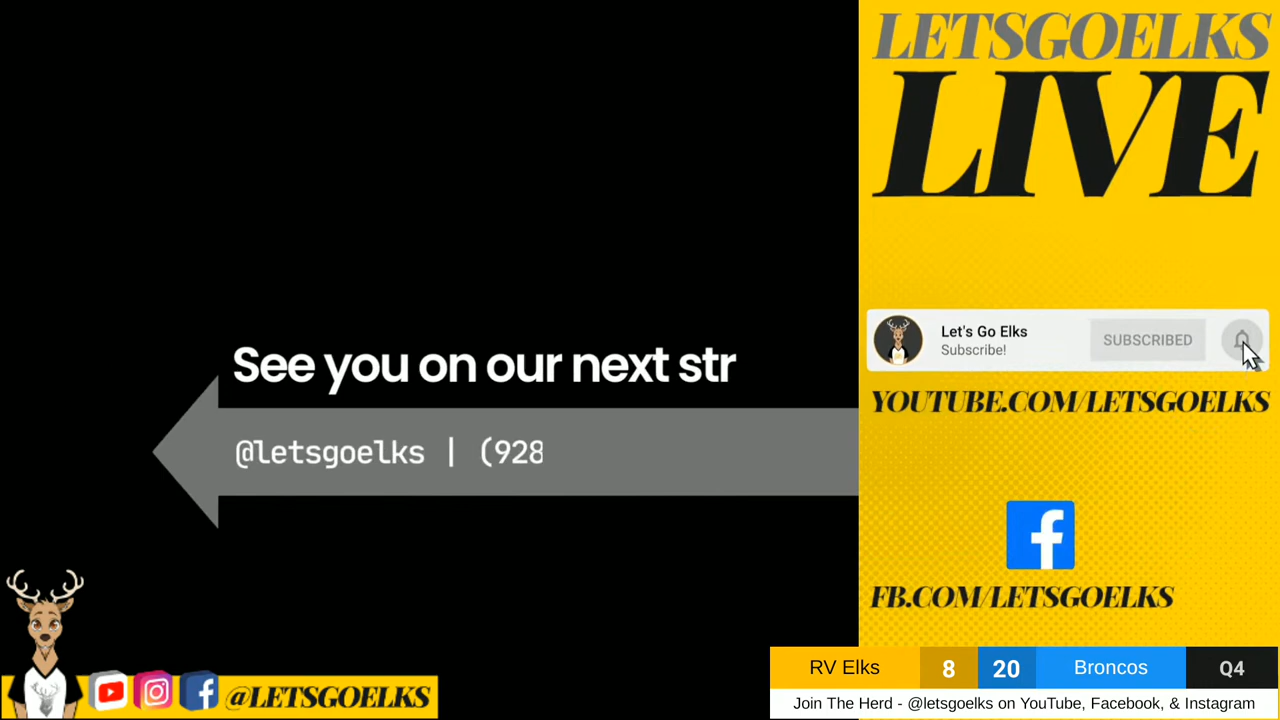 LETSGOELKS
LIVE
Let's Go Elks
Subscribe!
SUBSCRIBED
YOUTUBE.COM/LETSGOELKS
FB.COM/LETSGOELKS
See you on our next str
@letsgoelks | (928
@LETSGOELKS
RV Elks 8 20 Broncos Q4
Join The Herd - @letsgoelks on YouTube, Facebook, & Instagram